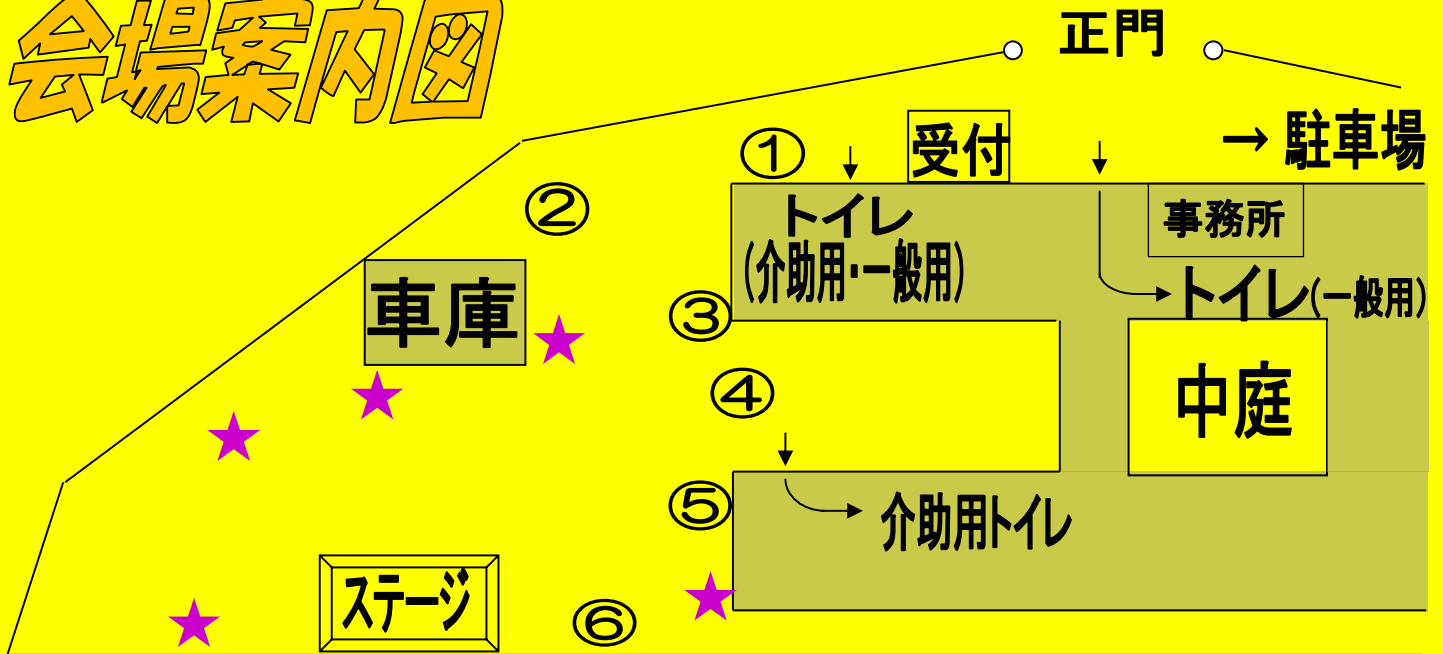 会場案内図
正門
→ 駐車場
①
受付
②
トイレ
(介助用・一般用)
事務所
トイレ(一般用)
車庫
③
④
中庭
⑤
介助用トイレ
ステージ
⑥